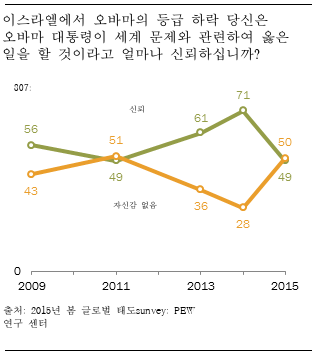 이스라엘에서 오바마의 등급 하락 당신은
오바마 대통령이 세계 문제와 관련하여 옳은
일을 할 것이라고 얼마나 신뢰하십니까?
807:
신뢰
71
61
56
51
50
49
49
43
36
28
자신감 없음
0
2009 2011 2013 2015
출처: 2015년 봄 글로벌 태도sunvey: PEW
연구 센터